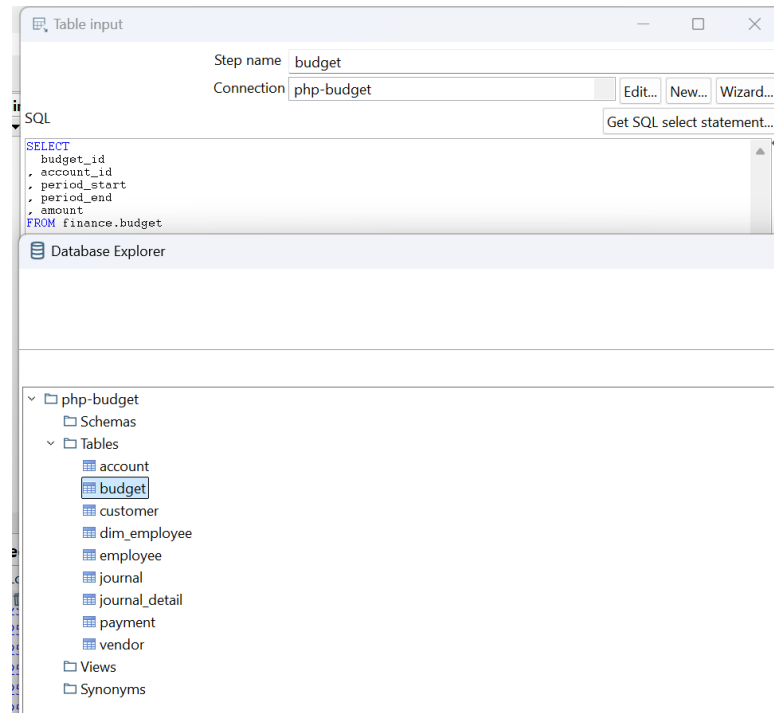 Table input
Step name budget
Connection php-budget Edit... New... Wizard...
SQL
Get SQL select statement...
SELECT
budget_id
, account_id
, period_start
, period_end
, amount
FROM finance.budget
Database Explorer
php-budget
Schemas
Tables
account
budget
customer
dim_employee
employee
journal
journal_detail
payment
vendor
Views
Synonyms